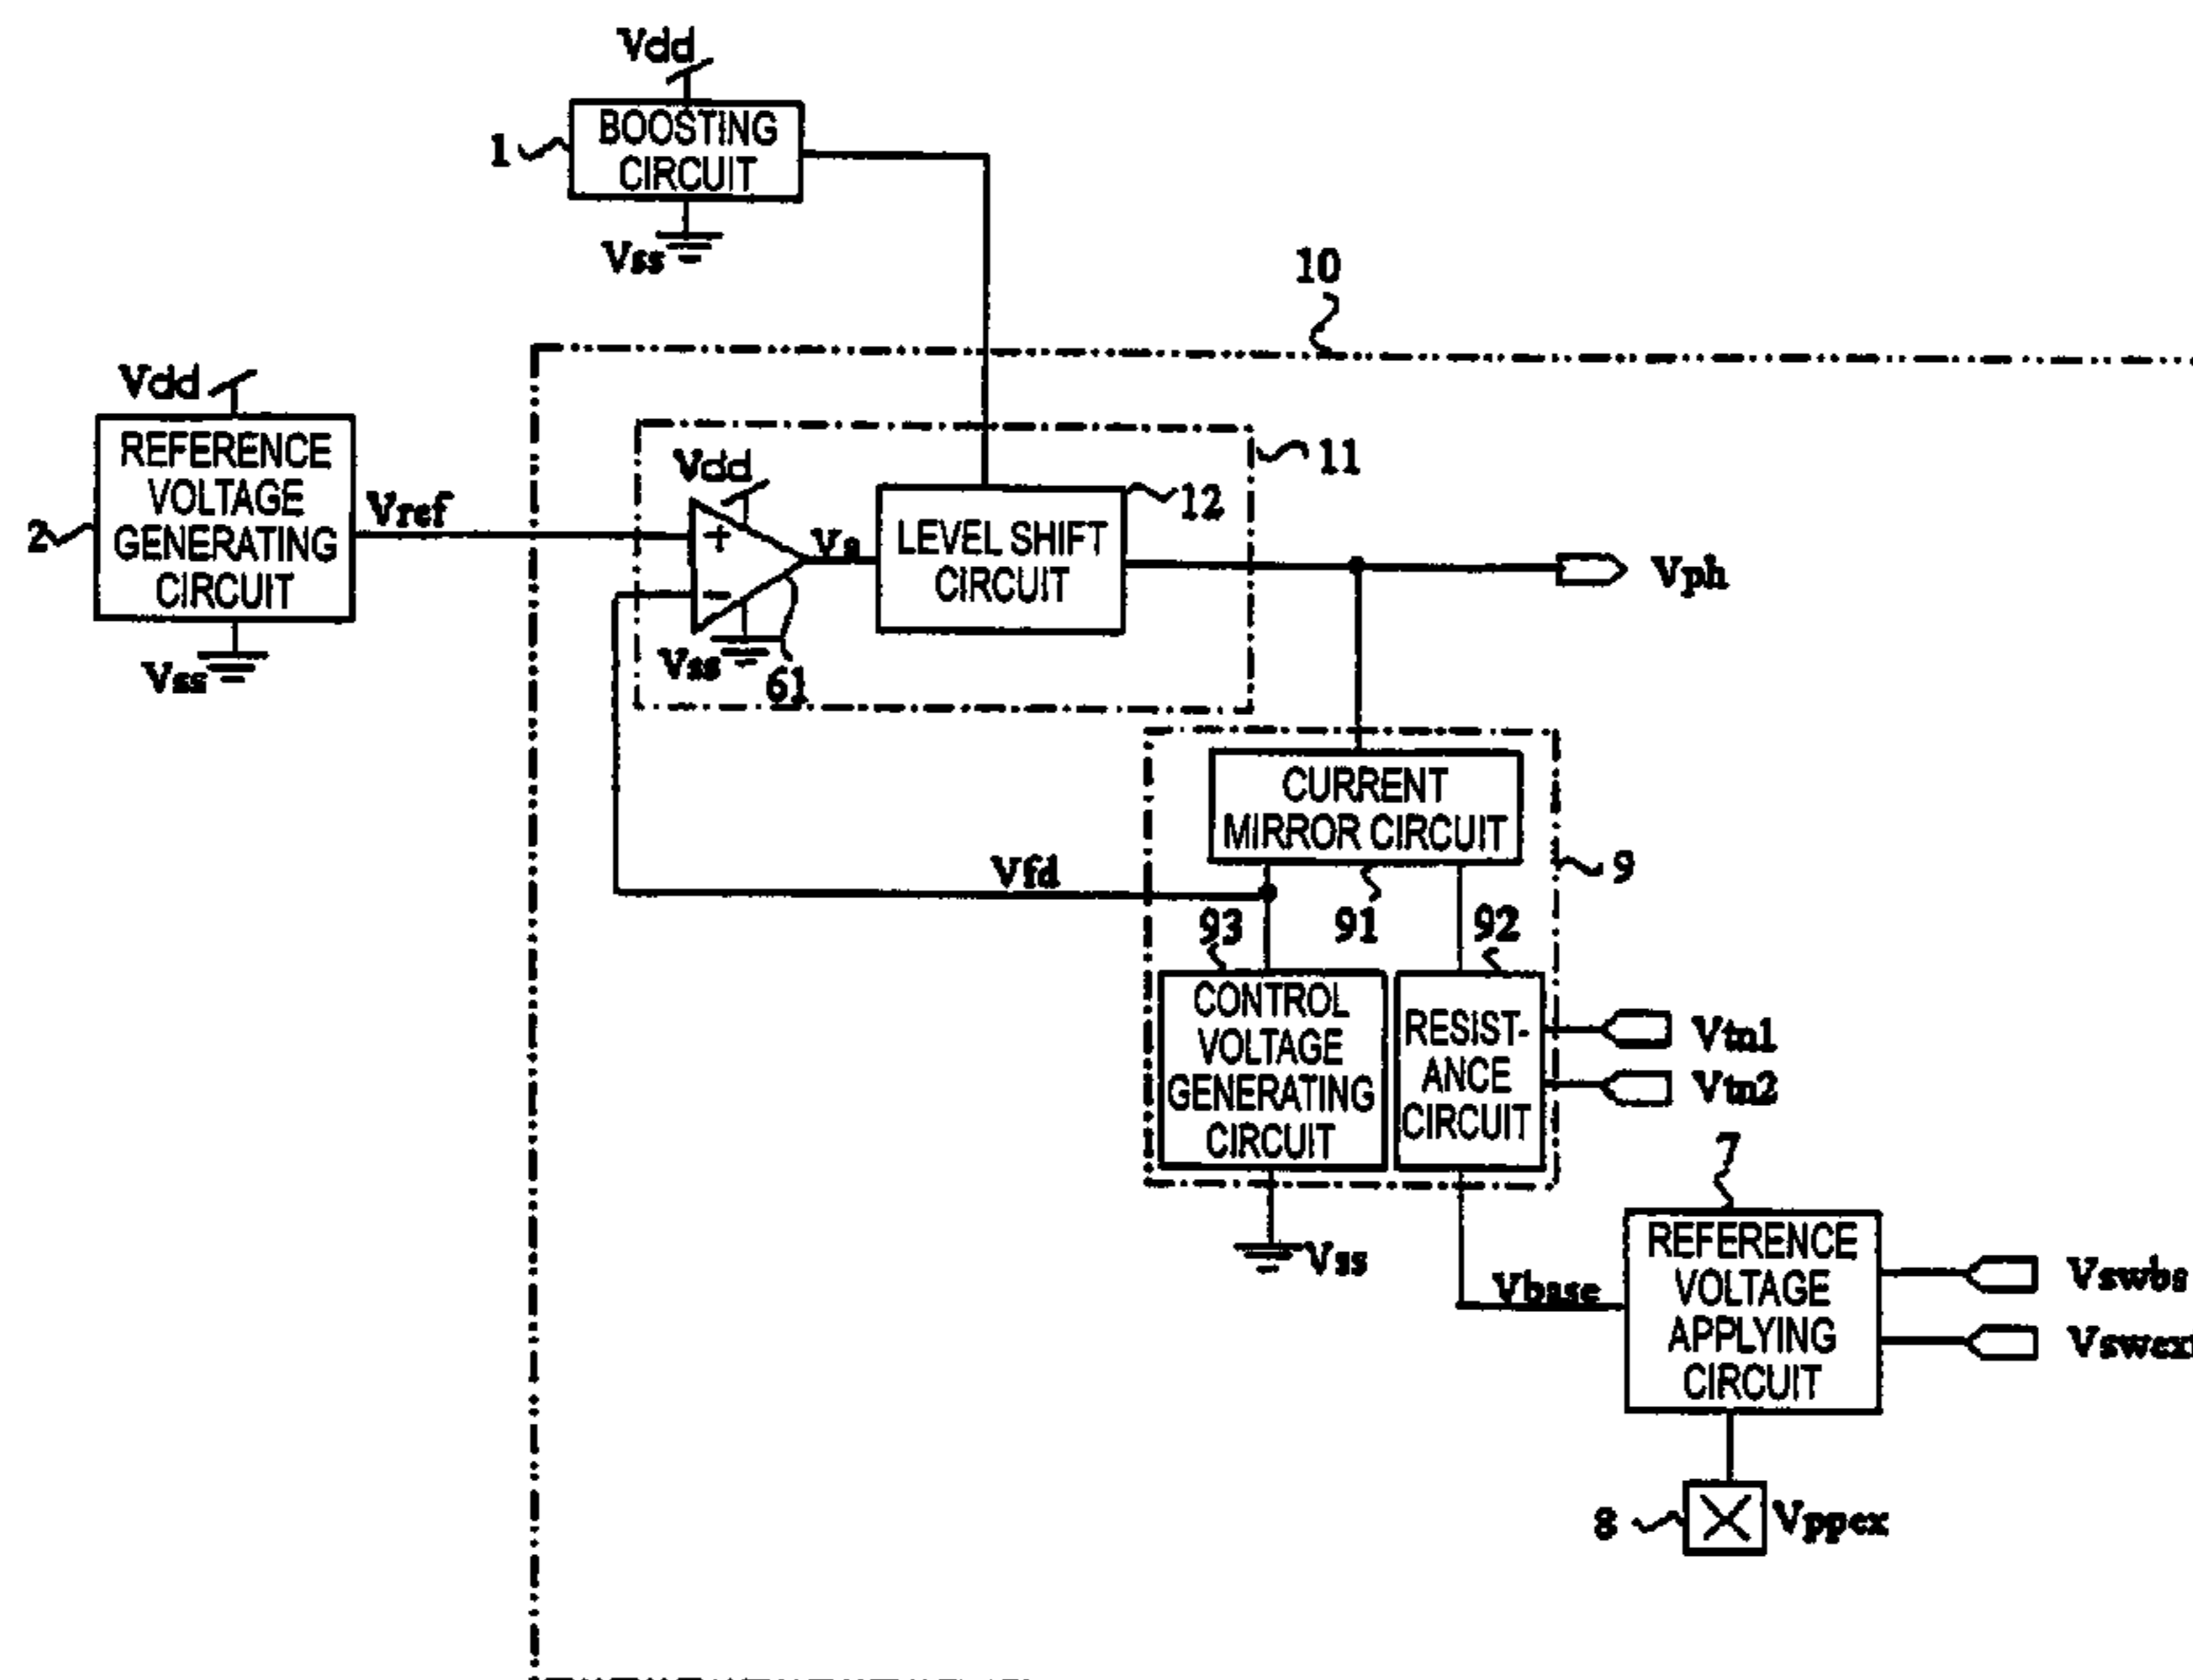 Vdd
BOOSTING
CIRCUIT
1
Vss
10
Vdd
REFERENCE
VOLTAGE
GENERATING
CIRCUIT
2
Vref
Vss
11
Vdd
+
−
Va
Vss
61
LEVEL SHIFT
CIRCUIT
12
Vph
CURRENT
MIRROR CIRCUIT
9
Vfd
93
91
92
CONTROL
VOLTAGE
GENERATING
CIRCUIT
RESIST-
ANCE
CIRCUIT
Vtn1
Vtn2
Vss
7
Vbase
REFERENCE
VOLTAGE
APPLYING
CIRCUIT
Vswbs
Vswex
8
Vppex